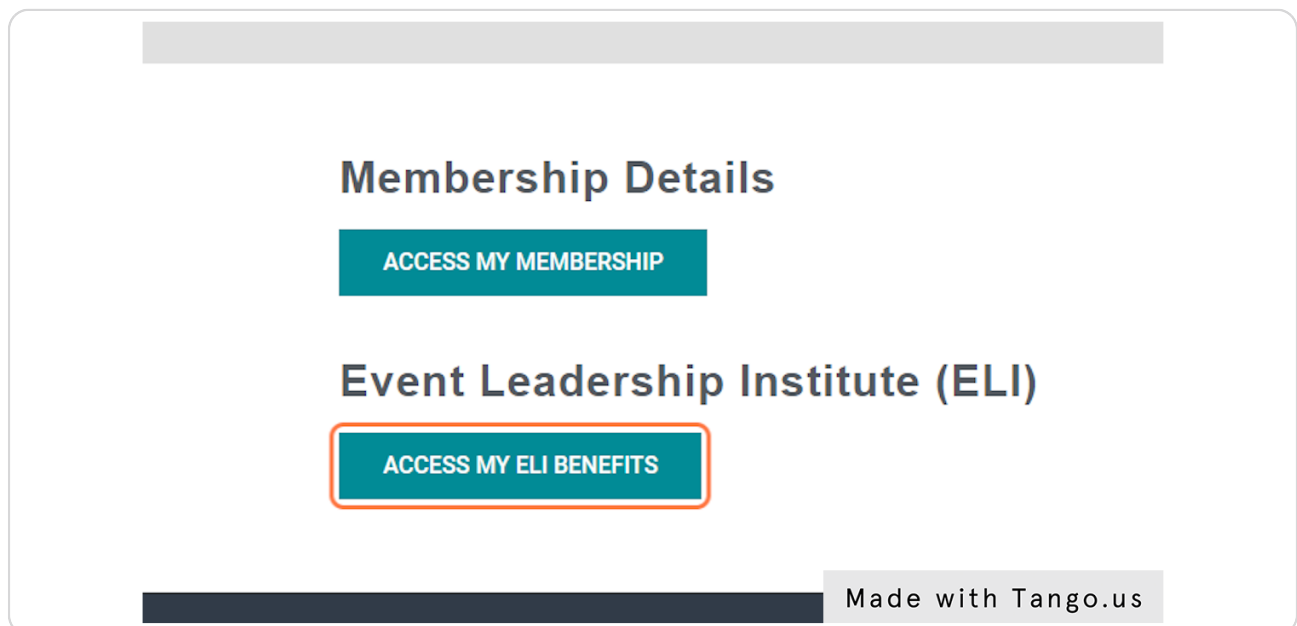 Membership Details
ACCESS MY MEMBERSHIP
Event Leadership Institute (ELI)
ACCESS MY ELI BENEFITS
Made with Tango.us